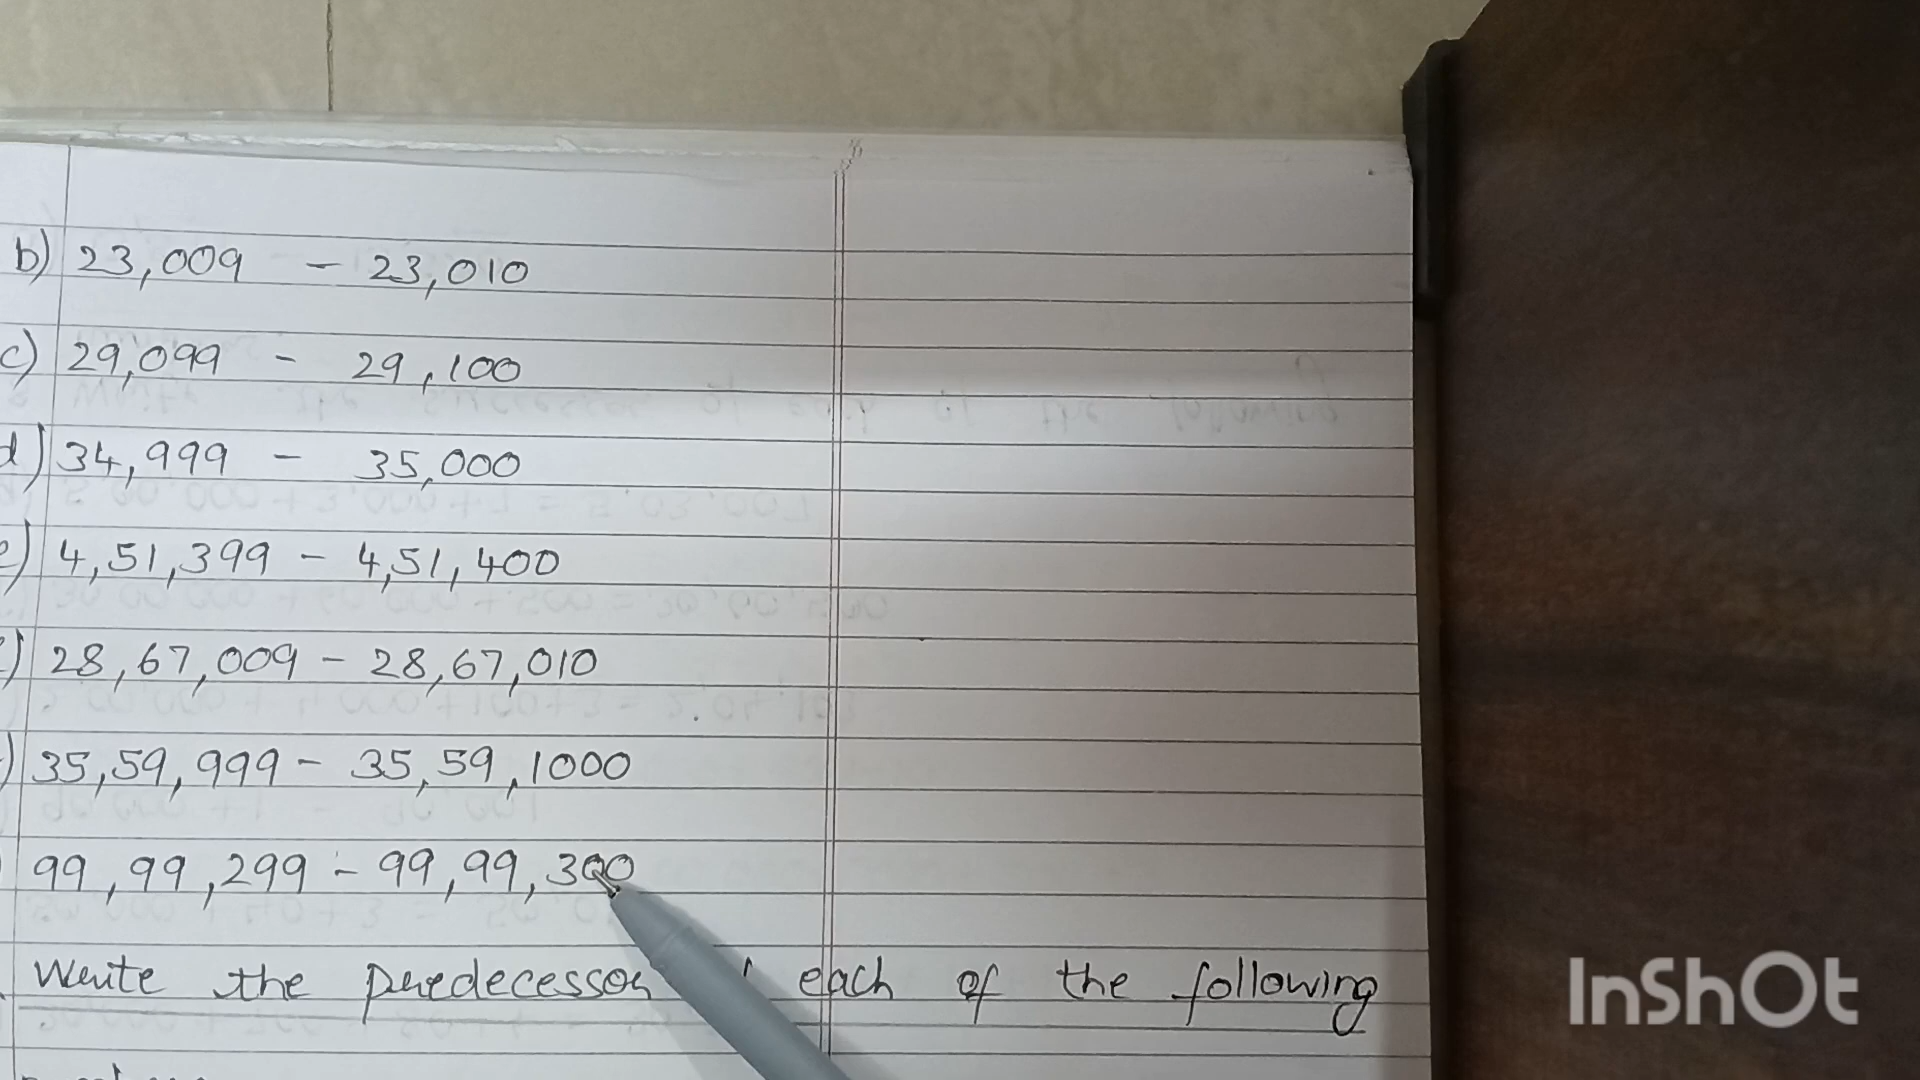 b) 23,009 - 23,010
c) 29,099 - 29,100
d) 34,999 - 35,000
e) 4,51,399 - 4,51,400
) 28,67,009 - 28,67,010
) 35,59,999 - 35,59,1000
99,99,299 - 99,99,300
Write the predecessor each of the following
InShOt